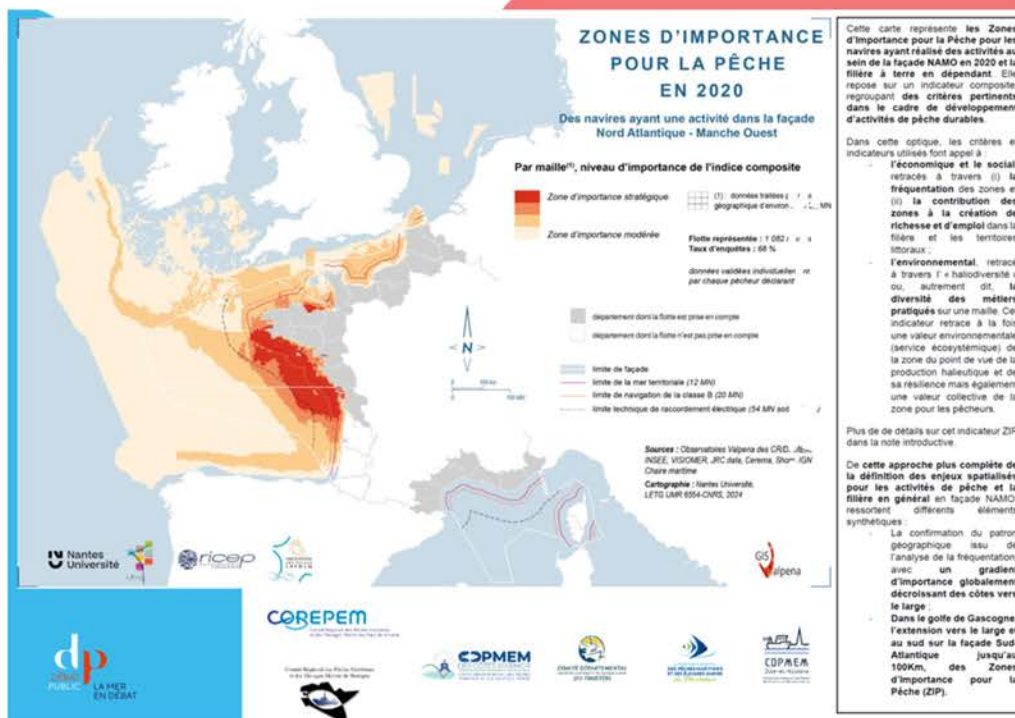 ZONES D'IMPORTANCE
POUR LA PÊCHE
EN 2020
Des navires ayant une activité dans la façade
Nord Atlantique - Manche Ouest
Par maille(1), niveau d'importance de l'indice composite
Zone d'importance stratégique
Zone d'importance modérée
(1) : données traitées
géographique d'environ MN
Flotte représentée : 1 082
Taux d'enquêtes : 68 %
données validées individuellem
par chaque pêcheur déclarant
département dont la flotte est prise en compte
département dont la flotte n'est pas prise en compte
N
limite de façade
limite de la mer territoriale (12 MN)
limite de navigation de la classe B (20 MN)
limite technique de raccordement électrique (54 MN
Sources : Observatoires Valpena des
INSEE, VISIOMER, JRC data, Cerema, IGN
Chaire maritime
Cartographie : Nantes Université,
LETG UMR 6554-CNRS, 2024
Nantes
Université
ricep
GIS
Valpena
Cette carte représente les Zones
d'Importance pour la Pêche pour les
navires ayant réalisé des activités au
sein de la façade NAMO en 2020 et la
filière à terre en dépendant. Elle
repose sur un indicateur composite
regroupant des critères pertinents
dans le cadre de développement
d'activités de pêche durables.
Dans cette optique, les critères et
indicateurs utilisés font appel à :
- l'économique et le social,
retracés à travers (i) la
fréquentation des zones et
(ii) la contribution des
zones à la création de
richesse et d'emploi dans la
filière et les territoires
littoraux ;
- l'environnemental, retracé
à travers l' « haliodiversité »
ou, autrement dit, la
diversité des métiers
pratiqués sur une maille. Cet
indicateur retrace à la fois
une valeur environnementale
(service écosystémique) de
la zone du point de vue de la
production halieutique et de
sa résilience mais également
une valeur collective de la
zone pour les pêcheurs.
Plus de de détails sur cet indicateur ZIP
dans la note introductive.
De cette approche plus complète de
la définition des enjeux spatialisés
pour les activités de pêche et la
filière en général en façade NAMO,
ressortent différents éléments
synthétiques :
- La confirmation du patron
géographique issu de
l'analyse de la fréquentation,
avec un gradient
d'importance globalement
décroissant des côtes vers
le large ;
- Dans le golfe de Gascogne,
l'extension vers le large et
au sud sur la façade Sud-
Atlantique jusqu'au
100Km, des Zones
d'Importance pour la
Pêche (ZIP).
dp
DÉBAT
PUBLIC
LA MER
EN DÉBAT
COREPEM
CDPMEM
COMITÉ DÉPARTEMENTAL
CDPMEM